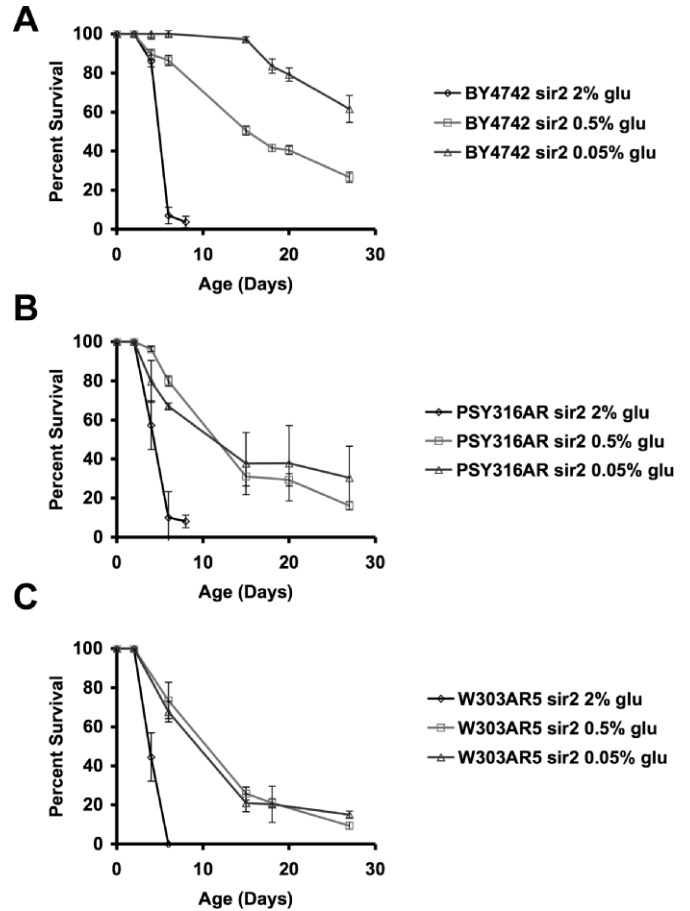 A
Percent Survival
100
80
60
40
20
0
0
10
20
30
Age (Days)
BY4742 sir2 2% glu
BY4742 sir2 0.5% glu
BY4742 sir2 0.05% glu
B
Percent Survival
100
80
60
40
20
0
0
10
20
30
Age (Days)
PSY316AR sir2 2% glu
PSY316AR sir2 0.5% glu
PSY316AR sir2 0.05% glu
C
Percent Survival
100
80
60
40
20
0
0
10
20
30
Age (Days)
W303AR5 sir2 2% glu
W303AR5 sir2 0.5% glu
W303AR5 sir2 0.05% glu